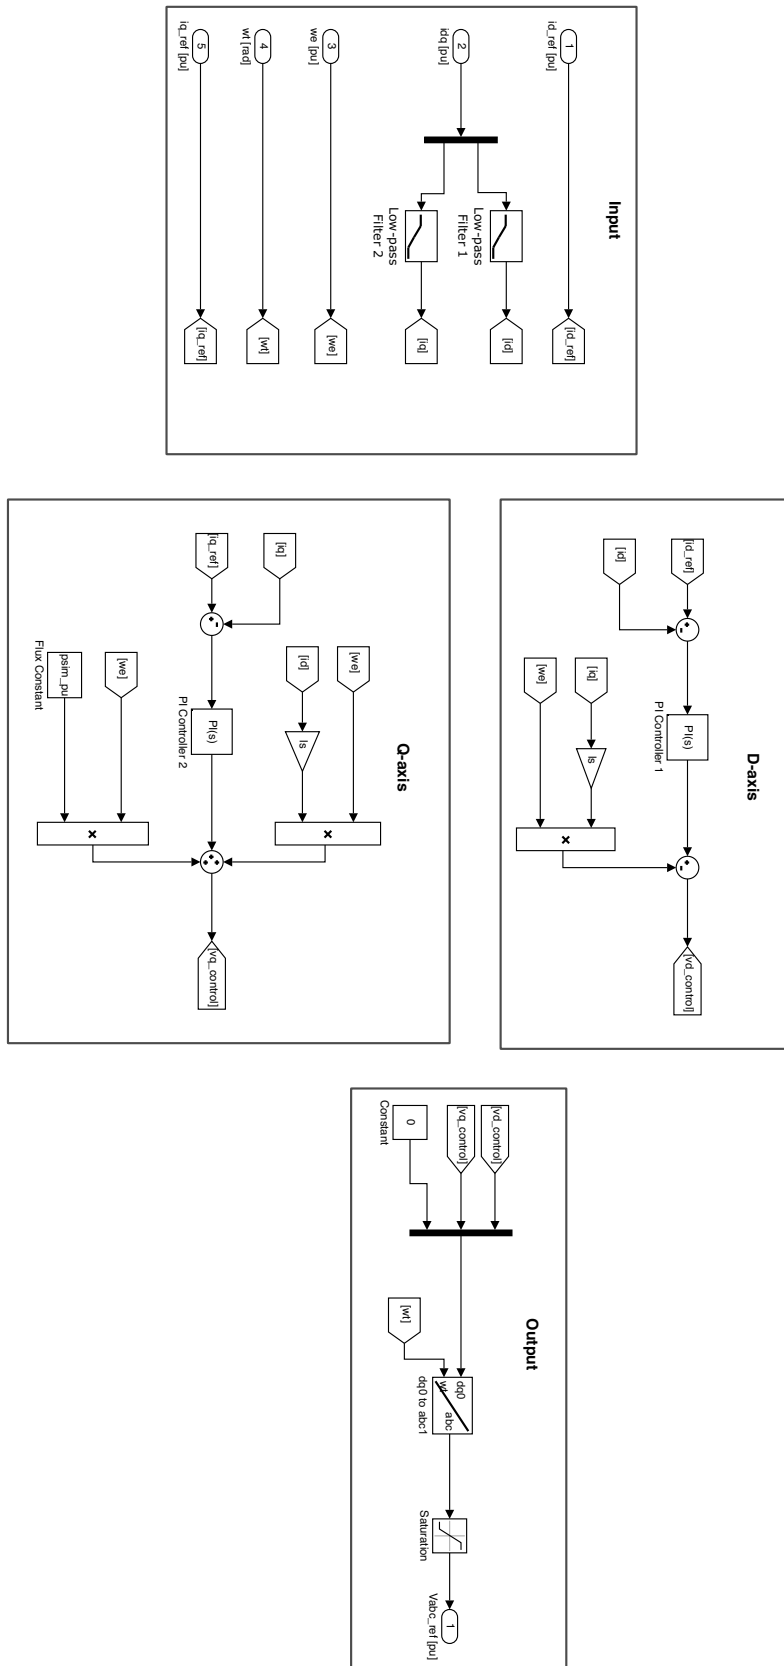 Input
1
id_ref [pu]
[id_ref]
Low-pass
Filter 1
[id]
2
idq [pu]
Low-pass
Filter 2
[iq]
3
we [pu]
[we]
4
wt [rad]
[wt]
5
iq_ref [pu]
[iq_ref]
D-axis
[id_ref]
+
-
PI(s)
PI Controller 1
+
-
[vd_control]
[id]
[iq]
ls
×
[we]
Q-axis
[we]
×
[id]
ls
[iq]
-
+
[iq_ref]
PI(s)
PI Controller 2
+
+
+
[vq_control]
[we]
×
psim_pu
Flux Constant
Output
[vd_control]
[vq_control]
0
Constant
[wt]
dq0
wt
abc
dq0 to abc1
Saturation
1
Vabc_ref [pu]